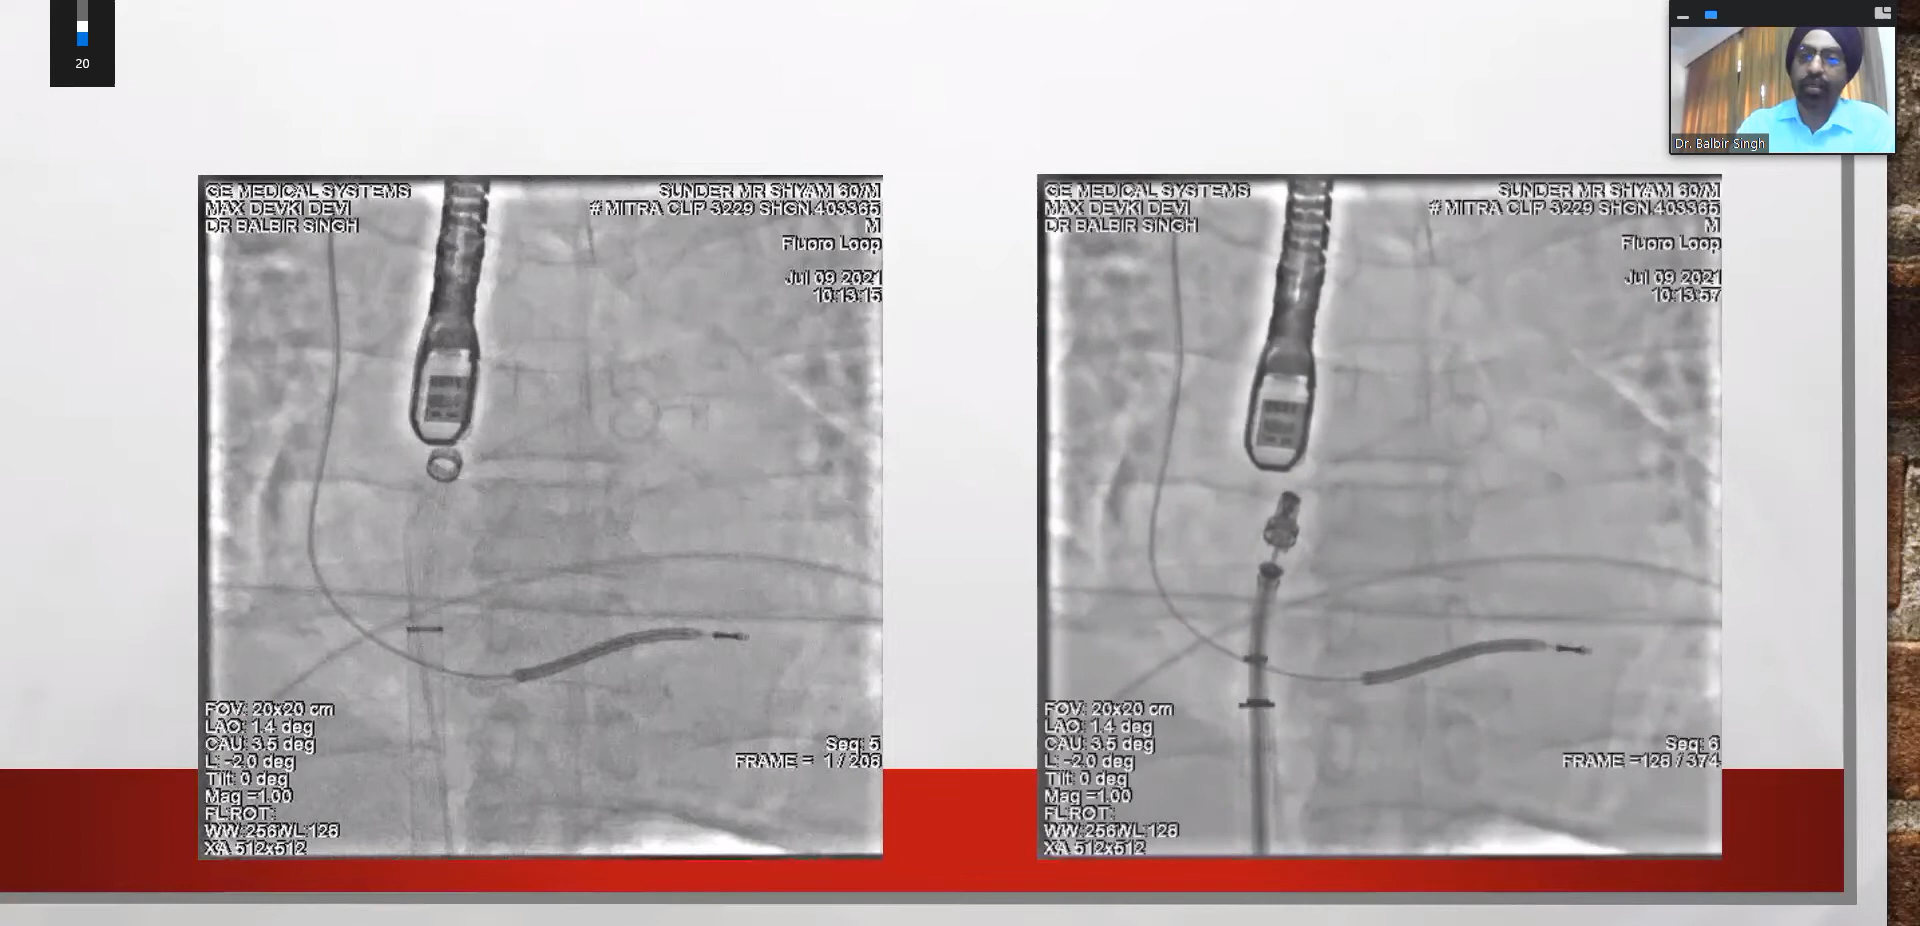 20
Dr. Balbir Singh
GE MEDICAL SYSTEMS
MAX DEVKI DEVI
DR BALBIR SINGH
SUNDER MR SHYAM 60/M
# MITRA CLIP 3229 SHGN.403365
M
Fluoro Loop
Jul 09 2021
10:13:15
FOV: 20x20 cm
LAO: 1.4 deg
CAU: 3.5 deg
L: -2.0 deg
Tilt: 0 deg
Mag =1.00
FL:ROT:
WW:256WL:128
XA 512x512
Seq: 5
FRAME = 1 / 206
GE MEDICAL SYSTEMS
MAX DEVKI DEVI
DR BALBIR SINGH
SUNDER MR SHYAM 60/M
# MITRA CLIP 3229 SHGN.403365
M
Fluoro Loop
Jul 09 2021
10:13:57
FOV: 20x20 cm
LAO: 1.4 deg
CAU: 3.5 deg
L: -2.0 deg
Tilt: 0 deg
Mag =1.00
FL:ROT:
WW:256WL:128
XA 512x512
Seq: 6
FRAME =128 / 374